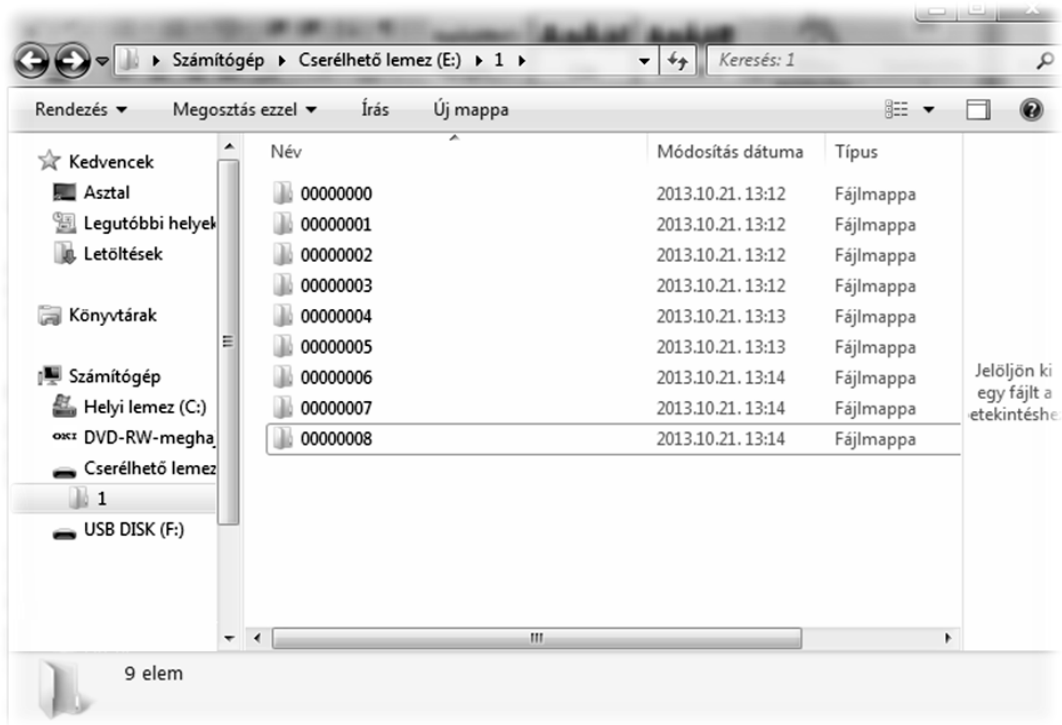 Számítógép ▸ Cserélhető lemez (E:) ▸ 1 ▸
Keresés: 1
Rendezés ▾ Megosztás ezzel ▾ Írás Új mappa
Kedvencek
Asztal
Legutóbbi helyek
Letöltések
Könyvtárak
Számítógép
Helyi lemez (C:)
OKI DVD-RW-meghaj
Cserélhető lemez
1
USB DISK (F:)
Név Módosítás dátuma Típus
00000000 2013.10.21. 13:12 Fájlmappa
00000001 2013.10.21. 13:12 Fájlmappa
00000002 2013.10.21. 13:12 Fájlmappa
00000003 2013.10.21. 13:12 Fájlmappa
00000004 2013.10.21. 13:13 Fájlmappa
00000005 2013.10.21. 13:13 Fájlmappa
00000006 2013.10.21. 13:14 Fájlmappa
00000007 2013.10.21. 13:14 Fájlmappa
00000008 2013.10.21. 13:14 Fájlmappa
Jelöljön ki
egy fájlt a
etekintéshe
9 elem